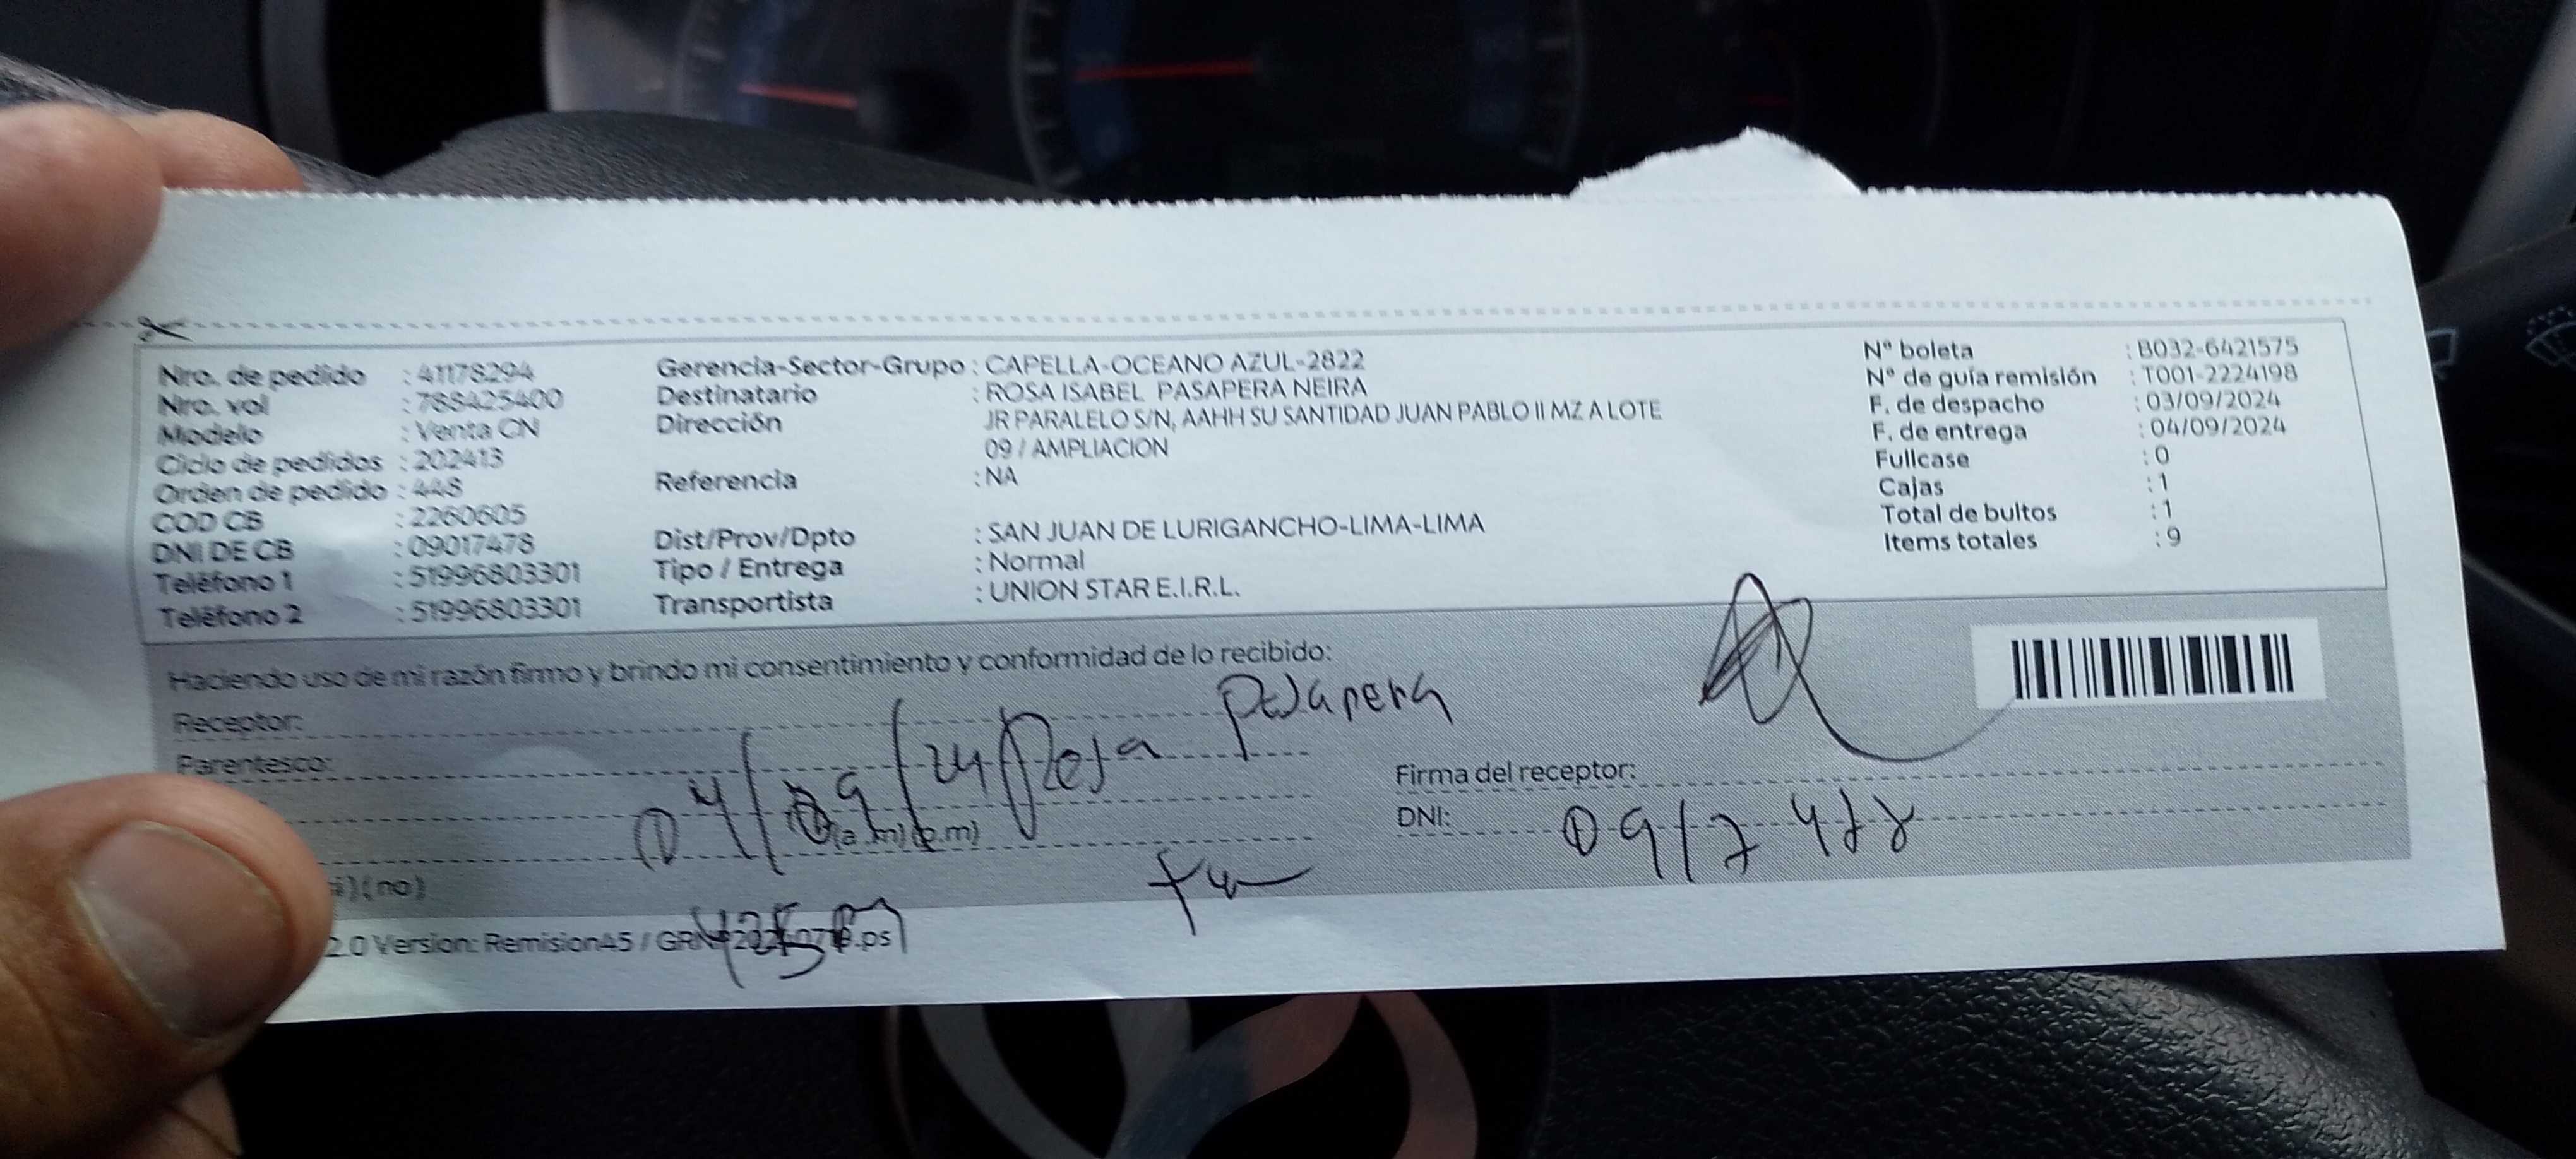 Nro. de pedido : 41178294
Nro. vol : 788425400
Modelo : Venta CN
Ciclo de pedidos : 202413
Orden de pedido : 448
COD CB : 2260605
DNI DE CB : 09017478
Teléfono 1 : 51996803301
Teléfono 2 : 51996803301
Gerencia-Sector-Grupo : CAPELLA-OCEANO AZUL-2822
Destinatario : ROSA ISABEL PASAPERA NEIRA
Dirección : JR PARALELO S/N, AAHH SU SANTIDAD JUAN PABLO II MZ A LOTE
09 / AMPLIACION
Referencia : NA
Dist/Prov/Dpto : SAN JUAN DE LURIGANCHO-LIMA-LIMA
Tipo / Entrega : Normal
Transportista : UNION STAR E.I.R.L.
N° boleta : B032-6421575
N° de guía remisión : T001-2224198
F. de despacho : 03/09/2024
F. de entrega : 04/09/2024
Fullcase : 0
Cajas : 1
Total de bultos : 1
Items totales : 9
Haciendo uso de mi razón firmo y brindo mi consentimiento y conformidad de lo recibido:
Receptor: Rosa Pasapera
Parentesco:
04/09/24
(a.m)(p.m)
(no)
Firma del receptor:
DNI: 09017478
2.0 Version: Remision45 /